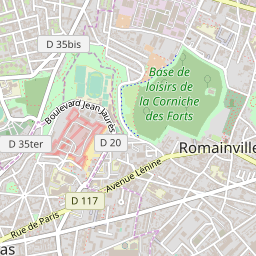 D 35bis
Base de
loisirs de
la Corniche
des Forts
Boulevard Jean Jaurès
D 35ter
D 20
Romainville
Avenue Lénine
D 117
Rue de Paris
as